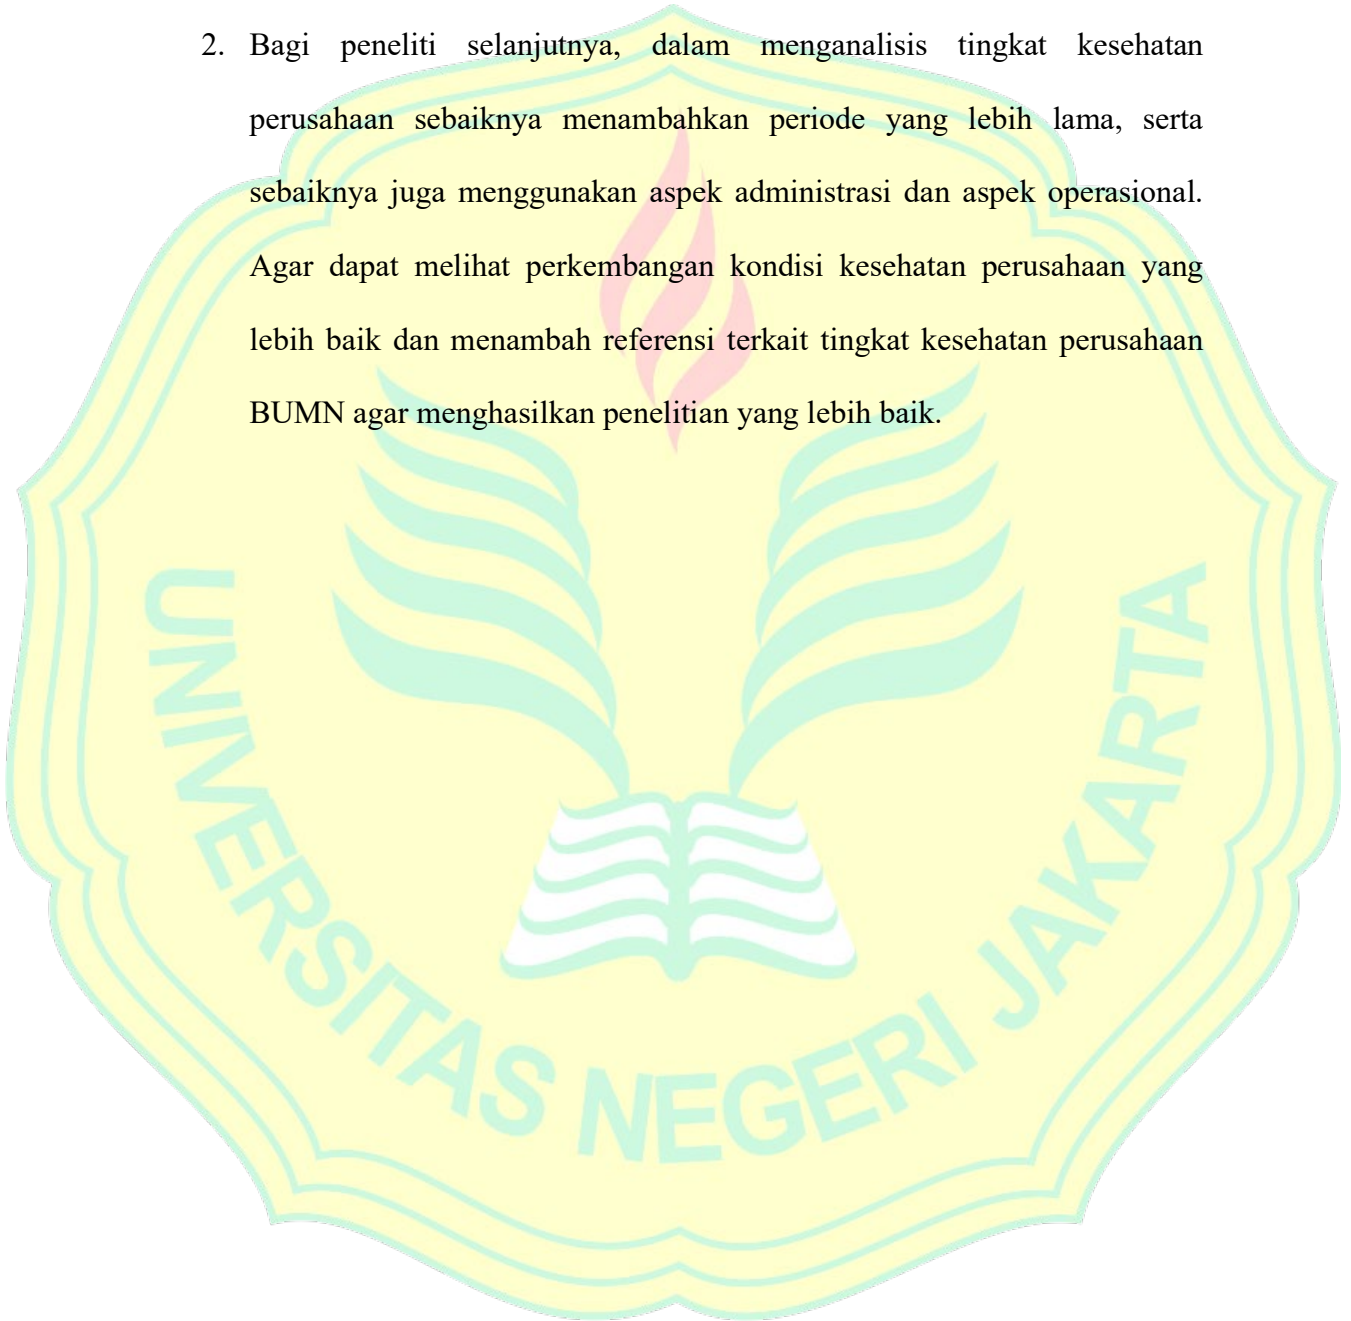 2. Bagi peneliti selanjutnya, dalam menganalisis tingkat kesehatan
perusahaan sebaiknya menambahkan periode yang lebih lama, serta
sebaiknya juga menggunakan aspek administrasi dan aspek operasional.
Agar dapat melihat perkembangan kondisi kesehatan perusahaan yang
lebih baik dan menambah referensi terkait tingkat kesehatan perusahaan
BUMN agar menghasilkan penelitian yang lebih baik.
UNIVERSITAS NEGERI JAKARTA